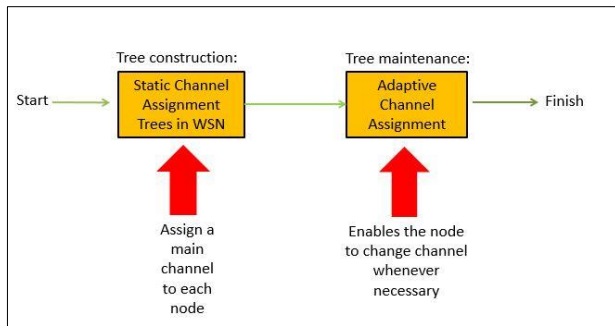 Tree construction:
Tree maintenance:
Start
Static Channel
Assignment
Trees in WSN
Adaptive
Channel
Assignment
Finish
Assign a
main
channel
to each
node
Enables the node
to change channel
whenever
necessary